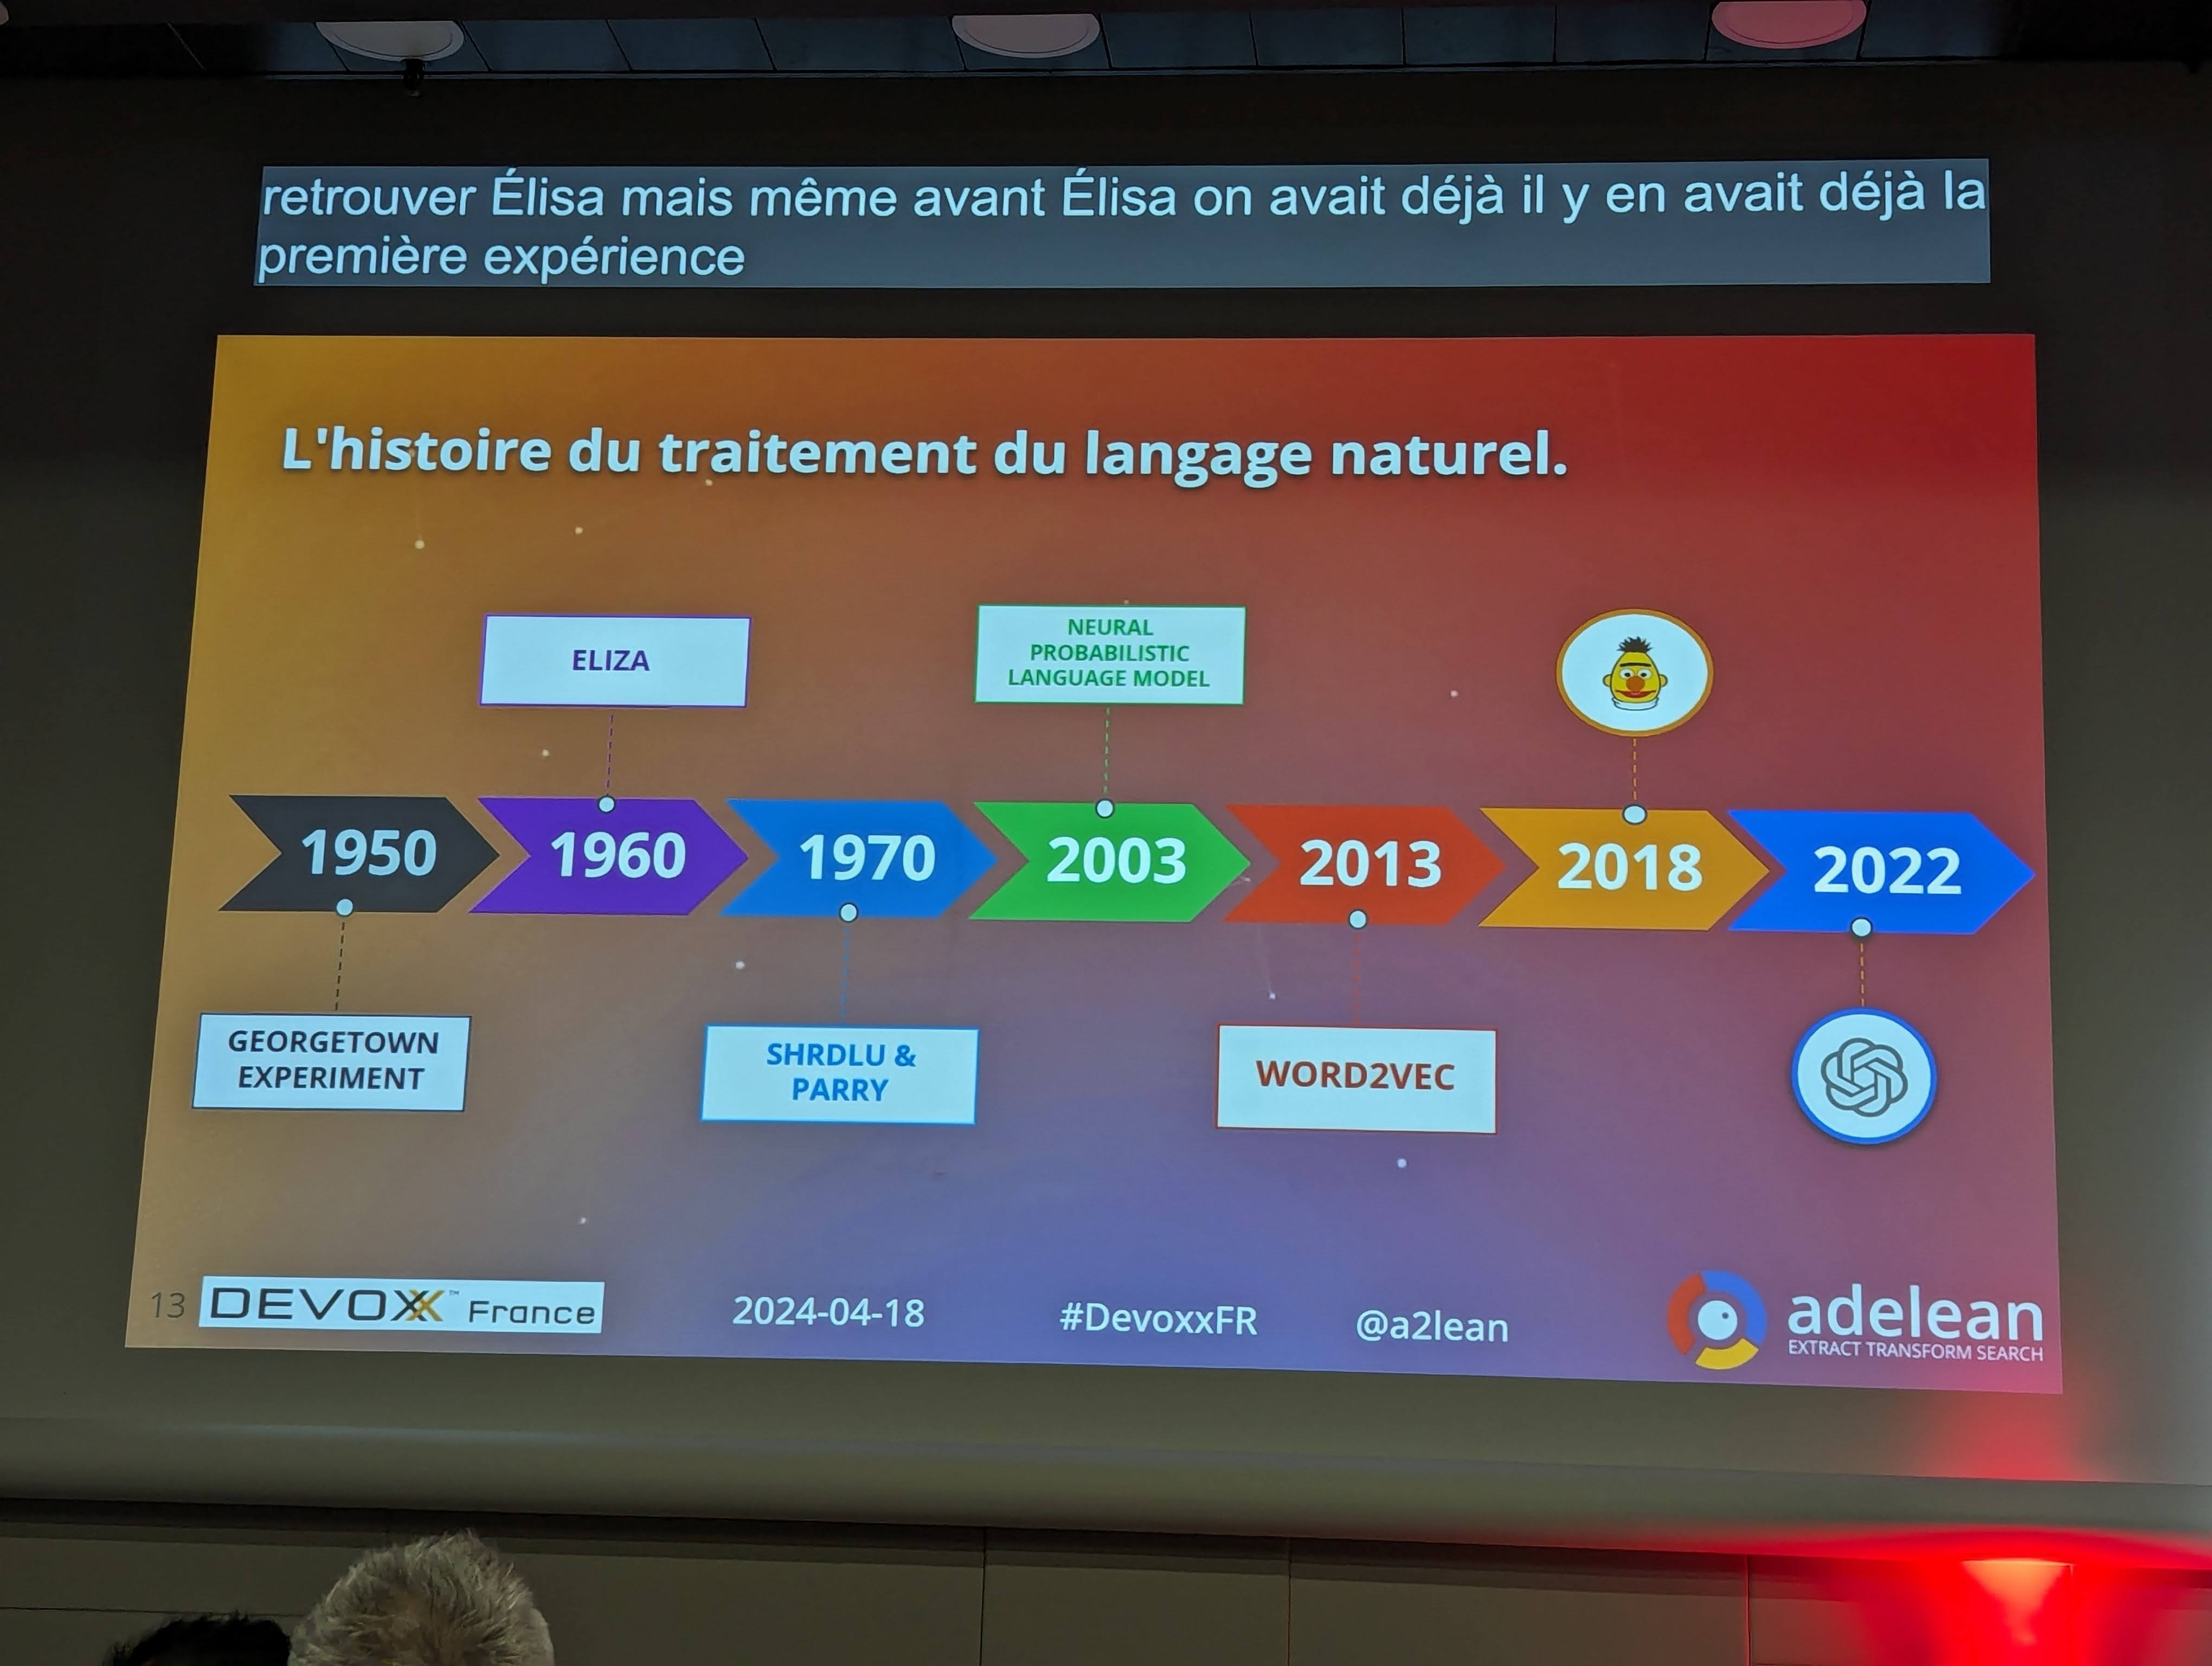 retrouver Élisa mais même avant Élisa on avait déjà il y en avait déjà la
première expérience
L'histoire du traitement du langage naturel.
ELIZA
NEURAL
PROBABILISTIC
LANGUAGE MODEL
1950
1960
1970
2003
2013
2018
2022
GEORGETOWN
EXPERIMENT
SHRDLU &
PARRY
WORD2VEC
13
DEVOXX™ France
2024-04-18
#DevoxxFR
@a2lean
adelean
EXTRACT TRANSFORM SEARCH